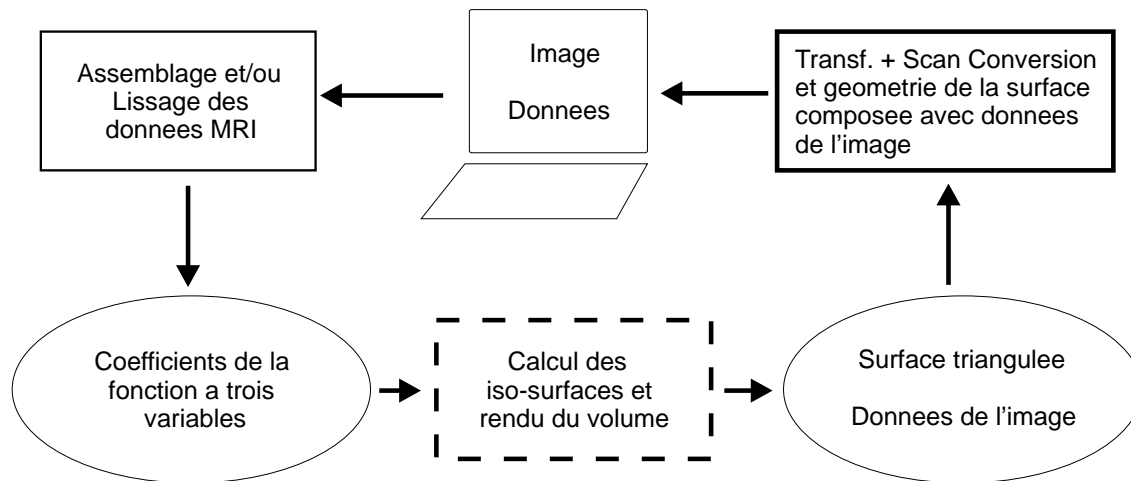 Assemblage et/ou
Lissage des
donnees MRI
Image
Donnees
Transf. + Scan Conversion
et geometrie de la surface
composee avec donnees
de l’image
Coefficients de la
fonction a trois
variables
Calcul des
iso-surfaces et
rendu du volume
Surface triangulee
Donnees de l’image